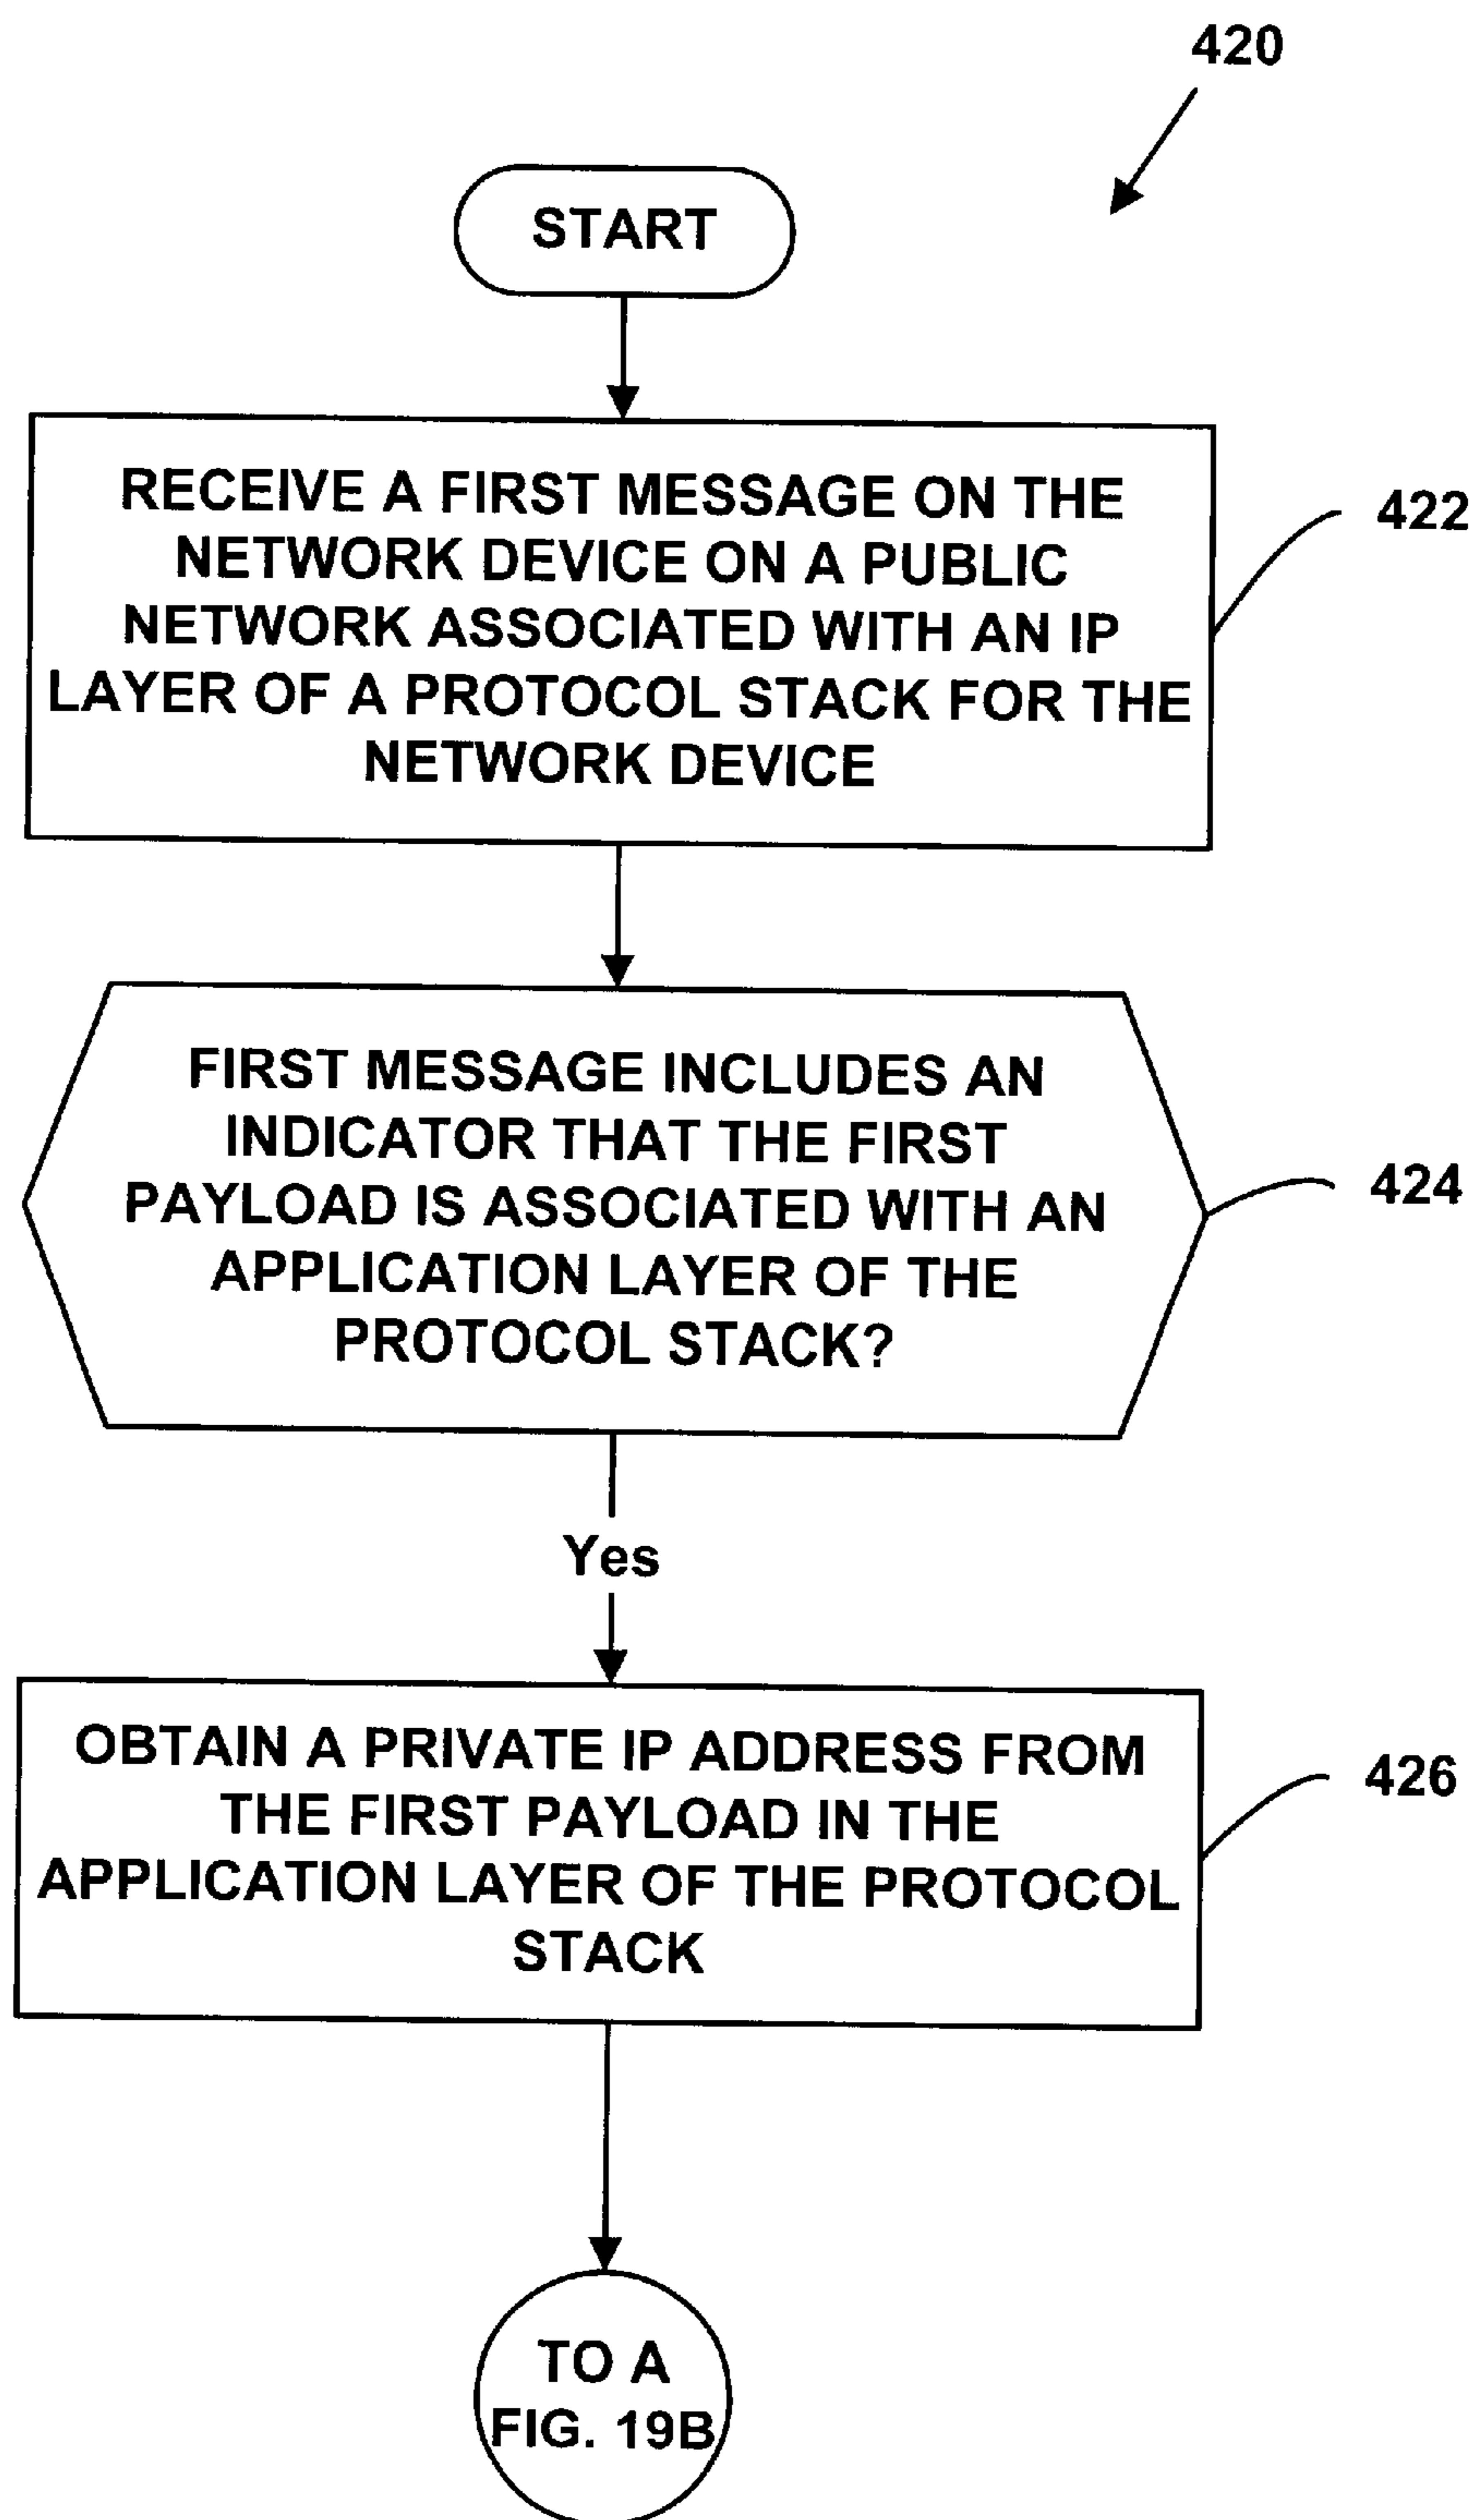 420
START
RECEIVE A FIRST MESSAGE ON THE
NETWORK DEVICE ON A PUBLIC
NETWORK ASSOCIATED WITH AN IP
LAYER OF A PROTOCOL STACK FOR THE
NETWORK DEVICE
422
FIRST MESSAGE INCLUDES AN
INDICATOR THAT THE FIRST
PAYLOAD IS ASSOCIATED WITH AN
APPLICATION LAYER OF THE
PROTOCOL STACK?
424
Yes
OBTAIN A PRIVATE IP ADDRESS FROM
THE FIRST PAYLOAD IN THE
APPLICATION LAYER OF THE PROTOCOL
STACK
426
TO A
FIG. 19B